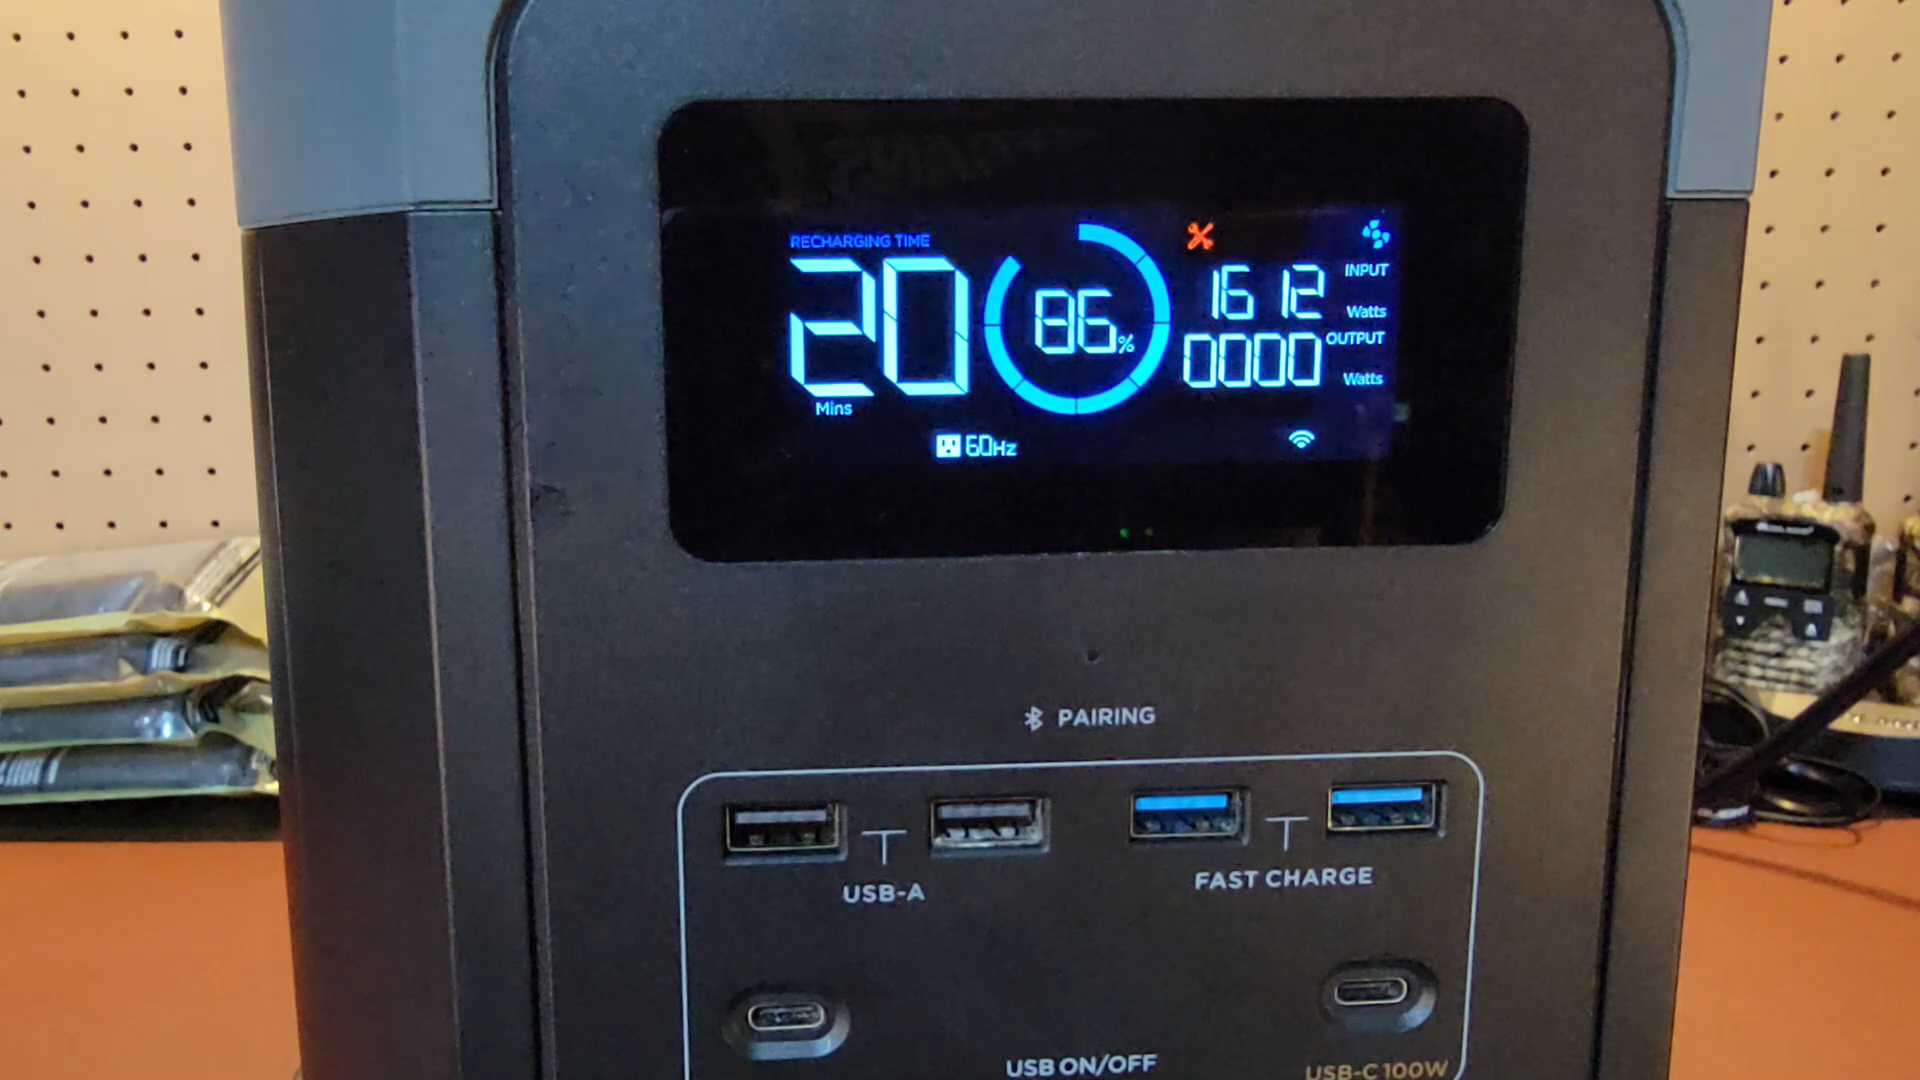 RECHARGING TIME
20
Mins
86%
INPUT
1612
Watts
OUTPUT
0000
Watts
60Hz
PAIRING
USB-A
FAST CHARGE
USB ON/OFF
USB-C 100W